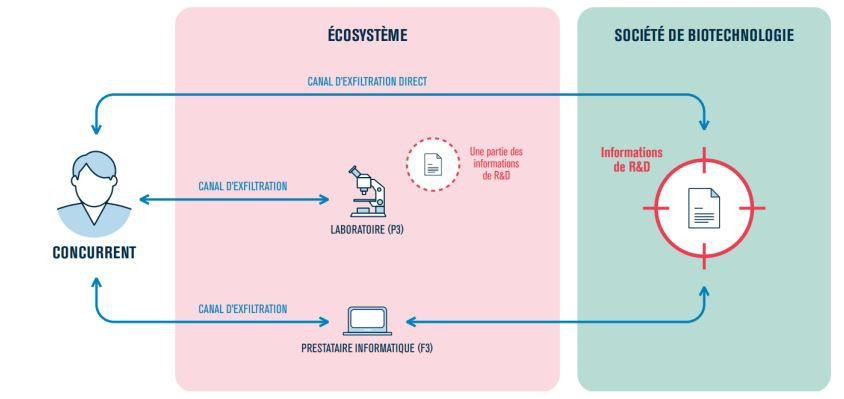 ÉCOSYSTÈME
SOCIÉTÉ DE BIOTECHNOLOGIE
CANAL D'EXFILTRATION DIRECT
Une partie des
informations
de R&D
Informations
de R&D
CANAL D'EXFILTRATION
LABORATOIRE (P3)
CONCURRENT
CANAL D'EXFILTRATION
PRESTATAIRE INFORMATIQUE (F3)